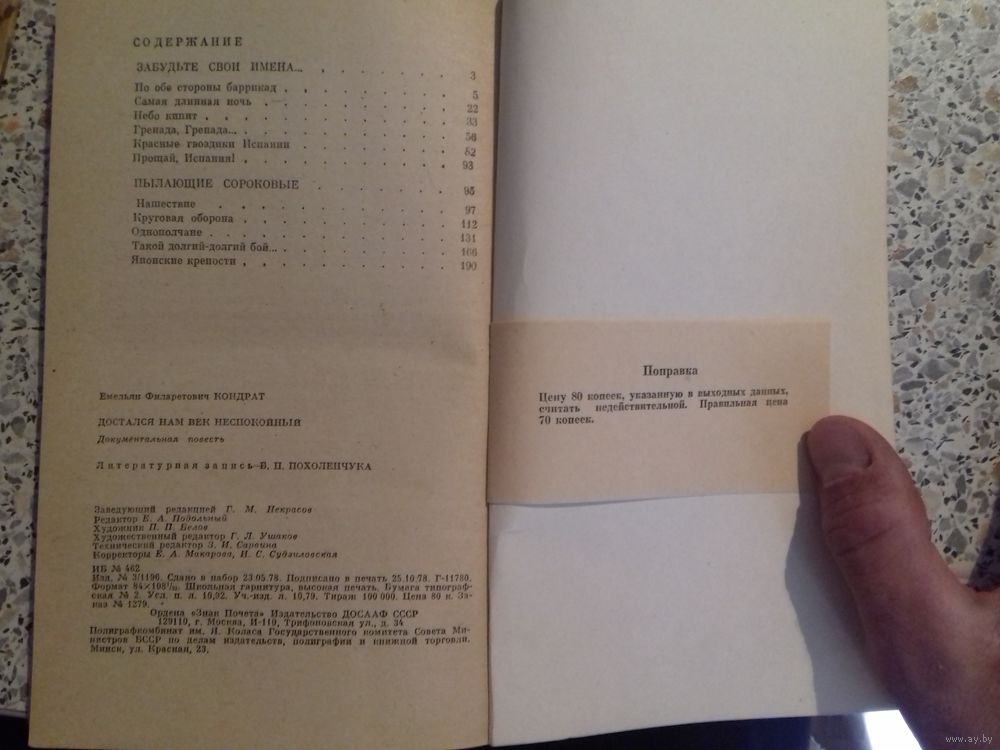 СОДЕРЖАНИЕ
ЗАБУДЬТЕ СВОИ ИМЕНА... 3
По обе стороны баррикад 5
Самая длинная ночь 22
Небо кипит 33
Гренада, Гренада... 56
Красные гвоздики Испании 82
Прощай, Испания! 93
ПЫЛАЮЩИЕ СОРОКОВЫЕ 95
Нашествие 97
Круговая оборона 112
Однополчане 131
Такой долгий-долгий бой... 166
Японские крепости 190
Емельян Филаретович КОНДРАТ
ДОСТАЛСЯ НАМ ВЕК НЕСПОКОЙНЫЙ
Документальная повесть
Литературная запись В. П. ПОХОЛЕНЧУКА
Заведующий редакцией Г. М. Некрасов
Редактор Е. А. Подольный
Художник П. П. Белов
Художественный редактор Г. Л. Ушаков
Технический редактор З. И. Сарвина
Корректоры Е. А. Макарова, И. С. Судзиловская
ИБ № 462
Изд. № 3/1196. Сдано в набор 23.05.78. Подписано в печать 25.10.78. Г-11780.
Формат 84×108¹/₃₂. Школьная гарнитура, высокая печать. Бумага типограф-
ская № 2. Усл. п. л. 10,92. Уч.-изд. л. 10,79. Тираж 100 000. Цена 80 к. За-
каз № 1279.
Ордена «Знак Почета» Издательство ДОСААФ СССР
129110, г. Москва, И-110, Трифоновская ул., д. 34
Полиграфкомбинат им. Я. Коласа Государственного комитета Совета Ми-
нистров БССР по делам издательств, полиграфии и книжной торговли.
Минск, ул. Красная, 23.
Поправка
Цену 80 копеек, указанную в выходных данных,
считать недействительной. Правильная цена
70 копеек.
www.ay.by